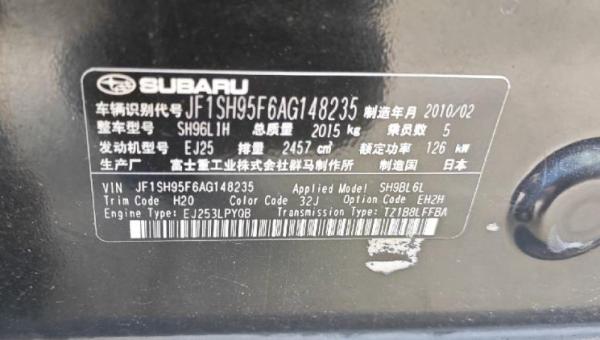 SUBARU
车辆识别代号 JF1SH95F6AG148235 制造年月 2010/02
整车型号 SH96L1H 总质量 2015 kg 乘员数 5
发动机型号 EJ25 排量 2457 cm³ 额定功率 126 kW
生产厂 富士重工业株式会社群马制作所 制造国 日本
VIN JF1SH95F6AG148235 Applied Model SH9BL6L
Trim Code H20 Color Code 32J Option Code EH2H
Engine Type: EJ253LPYQB Transmission Type: TZ1B8LFFBA